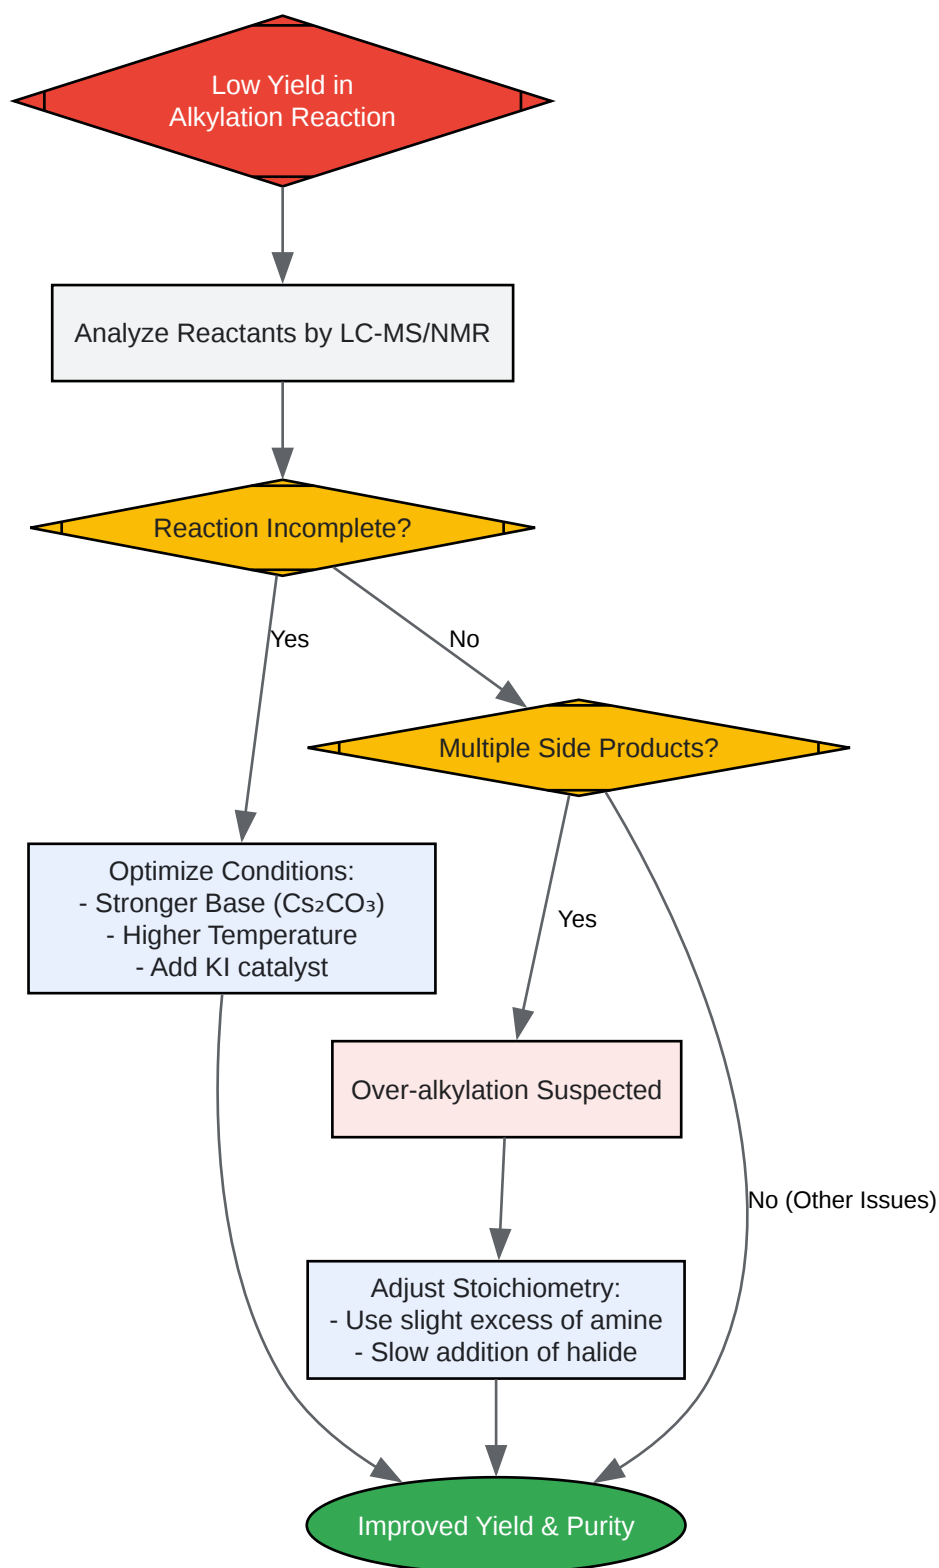 Low Yield in
Alkylation Reaction
Analyze Reactants by LC-MS/NMR
Reaction Incomplete?
Yes
No
Multiple Side Products?
Optimize Conditions:
- Stronger Base (Cs₂CO₃)
- Higher Temperature
- Add KI catalyst
Yes
Over-alkylation Suspected
No (Other Issues)
Adjust Stoichiometry:
- Use slight excess of amine
- Slow addition of halide
Improved Yield & Purity